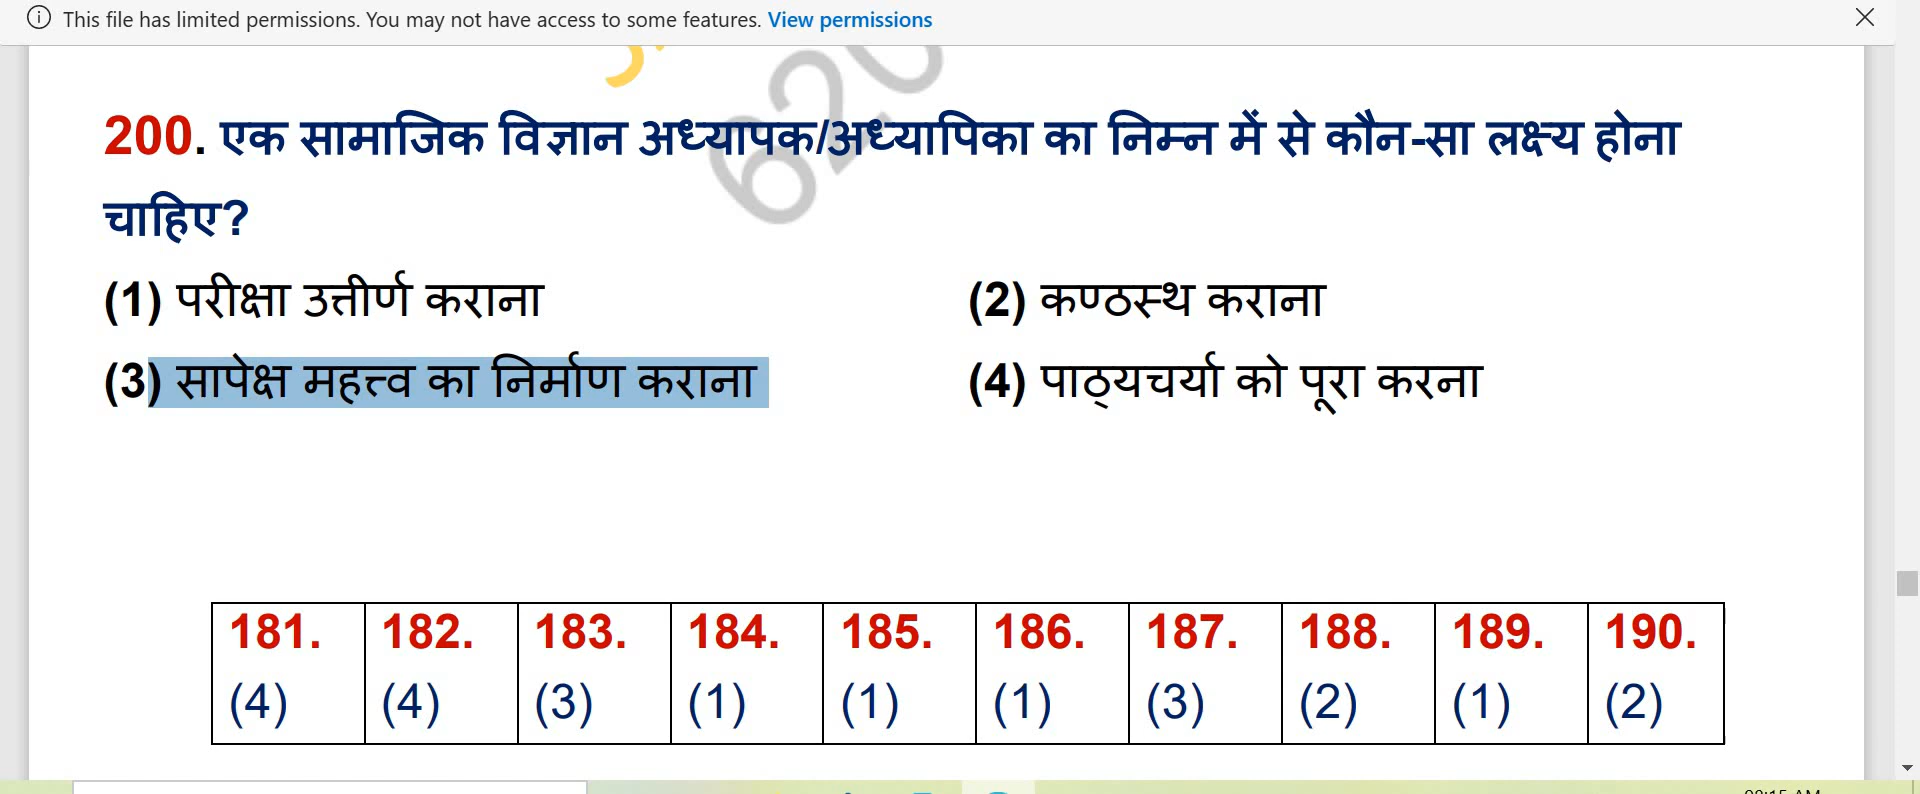 This file has limited permissions. You may not have access to some features. View permissions
620
200. एक सामाजिक विज्ञान अध्यापक/अध्यापिका का निम्न में से कौन-सा लक्ष्य होना
चाहिए?
(1) परीक्षा उत्तीर्ण कराना (2) कण्ठस्थ कराना
(3) सापेक्ष महत्त्व का निर्माण कराना (4) पाठ्यचर्या को पूरा करना
181. 182. 183. 184. 185. 186. 187. 188. 189. 190.
(4) (4) (3) (1) (1) (1) (3) (2) (1) (2)